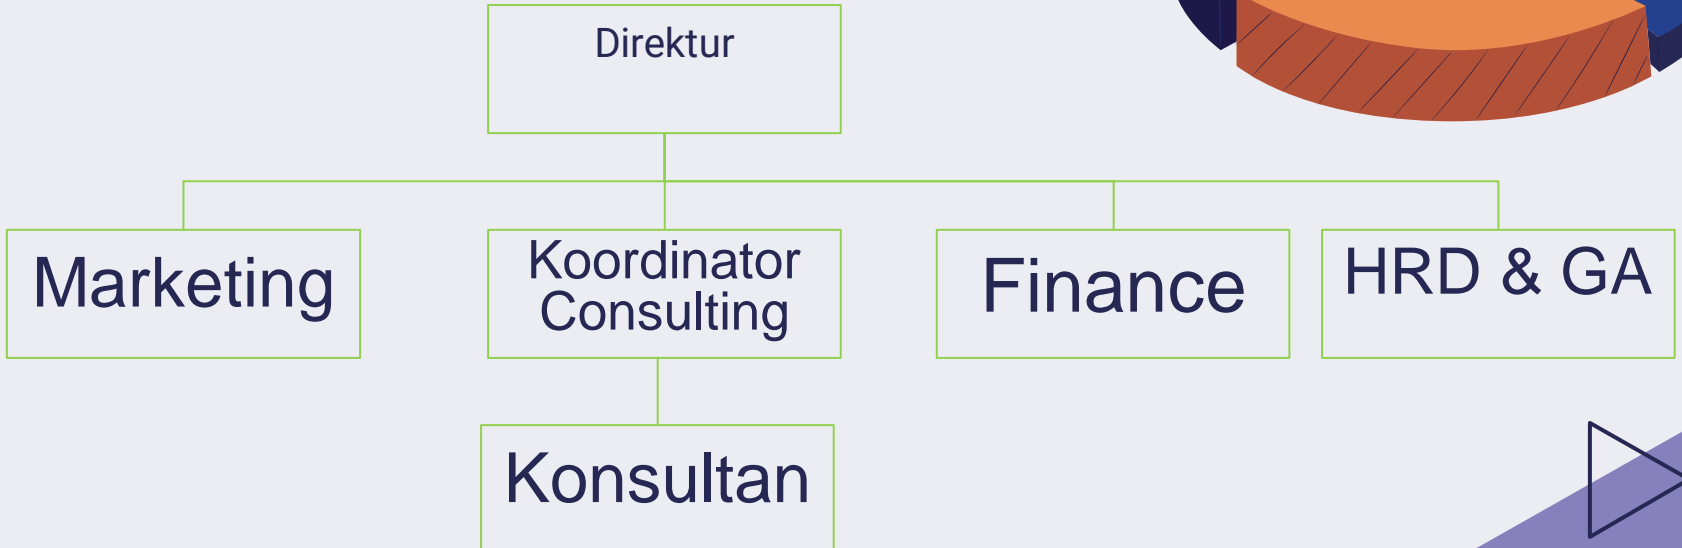 Direktur
Marketing
Koordinator
Consulting
Finance
HRD & GA
Konsultan